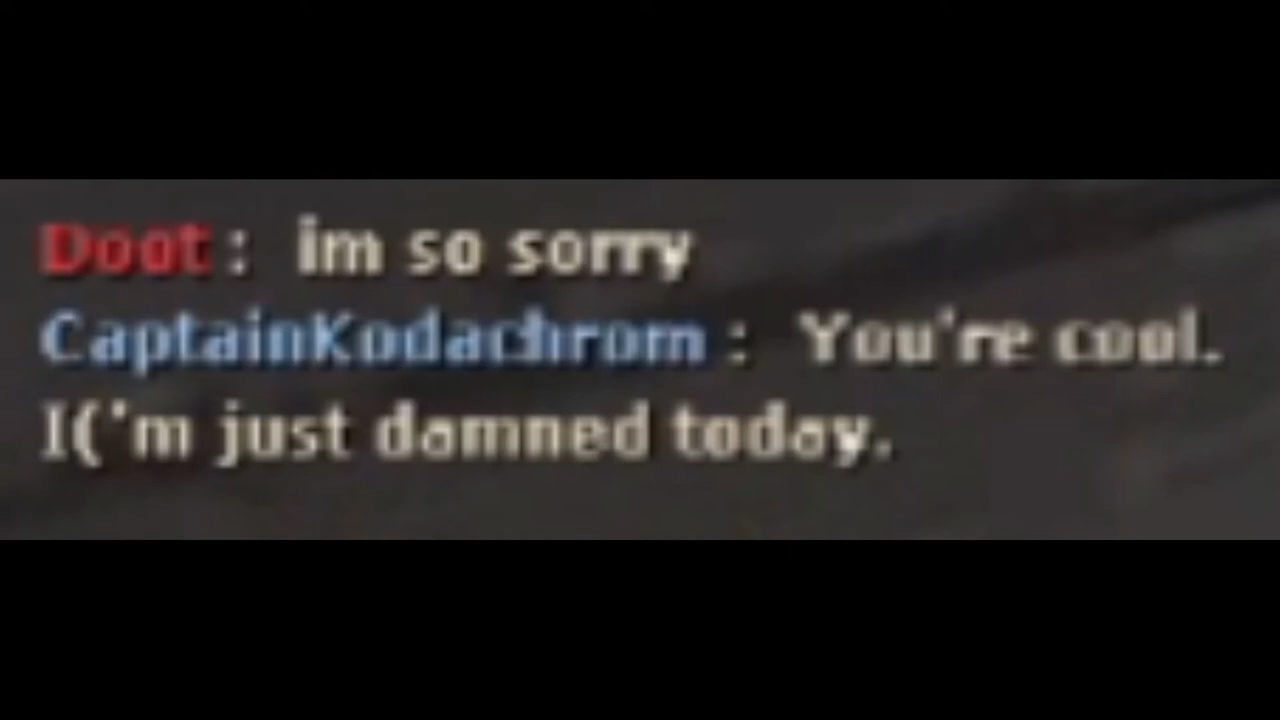 Doot : im so sorry
CaptainKodachrom : You're cool.
I('m just damned today.